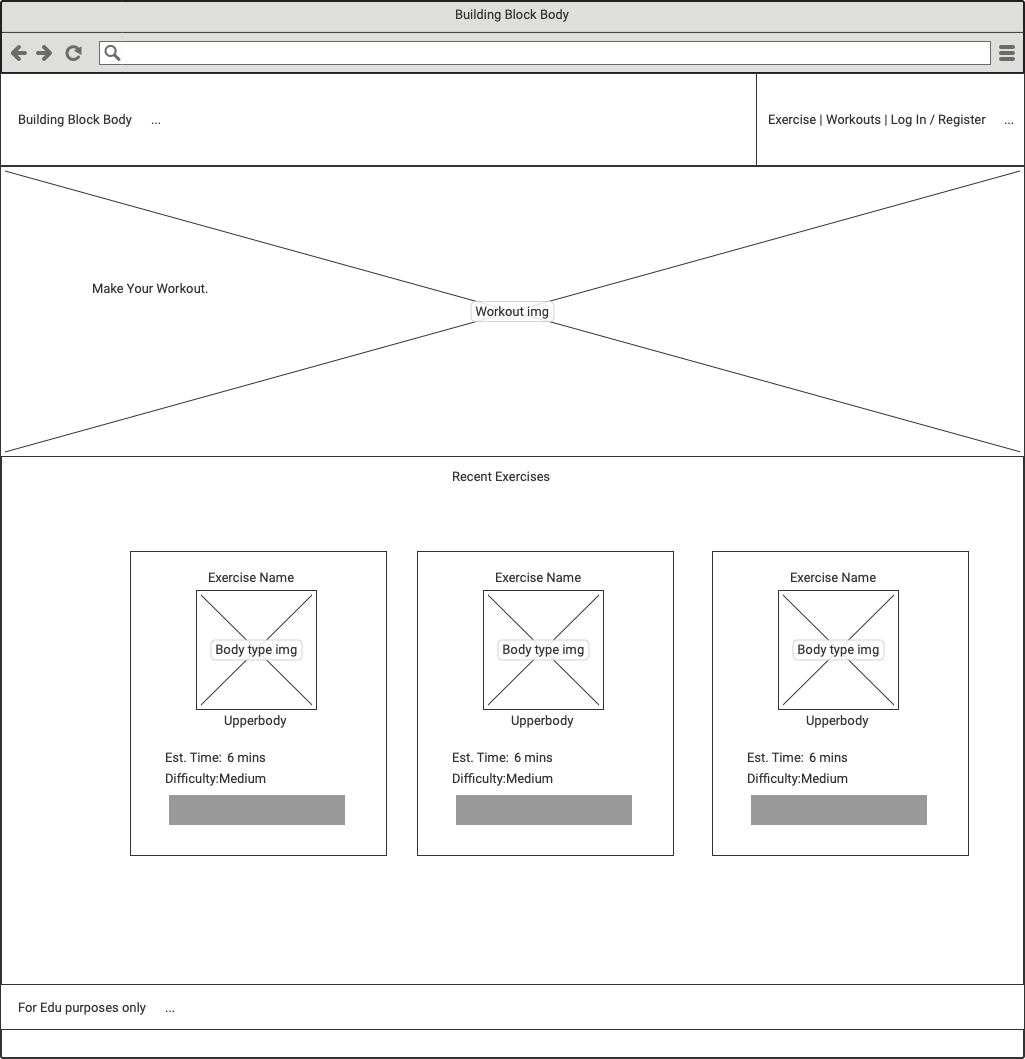 Building Block Body
Building Block Body ...
Exercise | Workouts | Log In / Register ...
Make Your Workout.
Workout img
Recent Exercises
Exercise Name
Body type img
Upperbody
Est. Time: 6 mins
Difficulty:Medium
Exercise Name
Body type img
Upperbody
Est. Time: 6 mins
Difficulty:Medium
Exercise Name
Body type img
Upperbody
Est. Time: 6 mins
Difficulty:Medium
For Edu purposes only ...